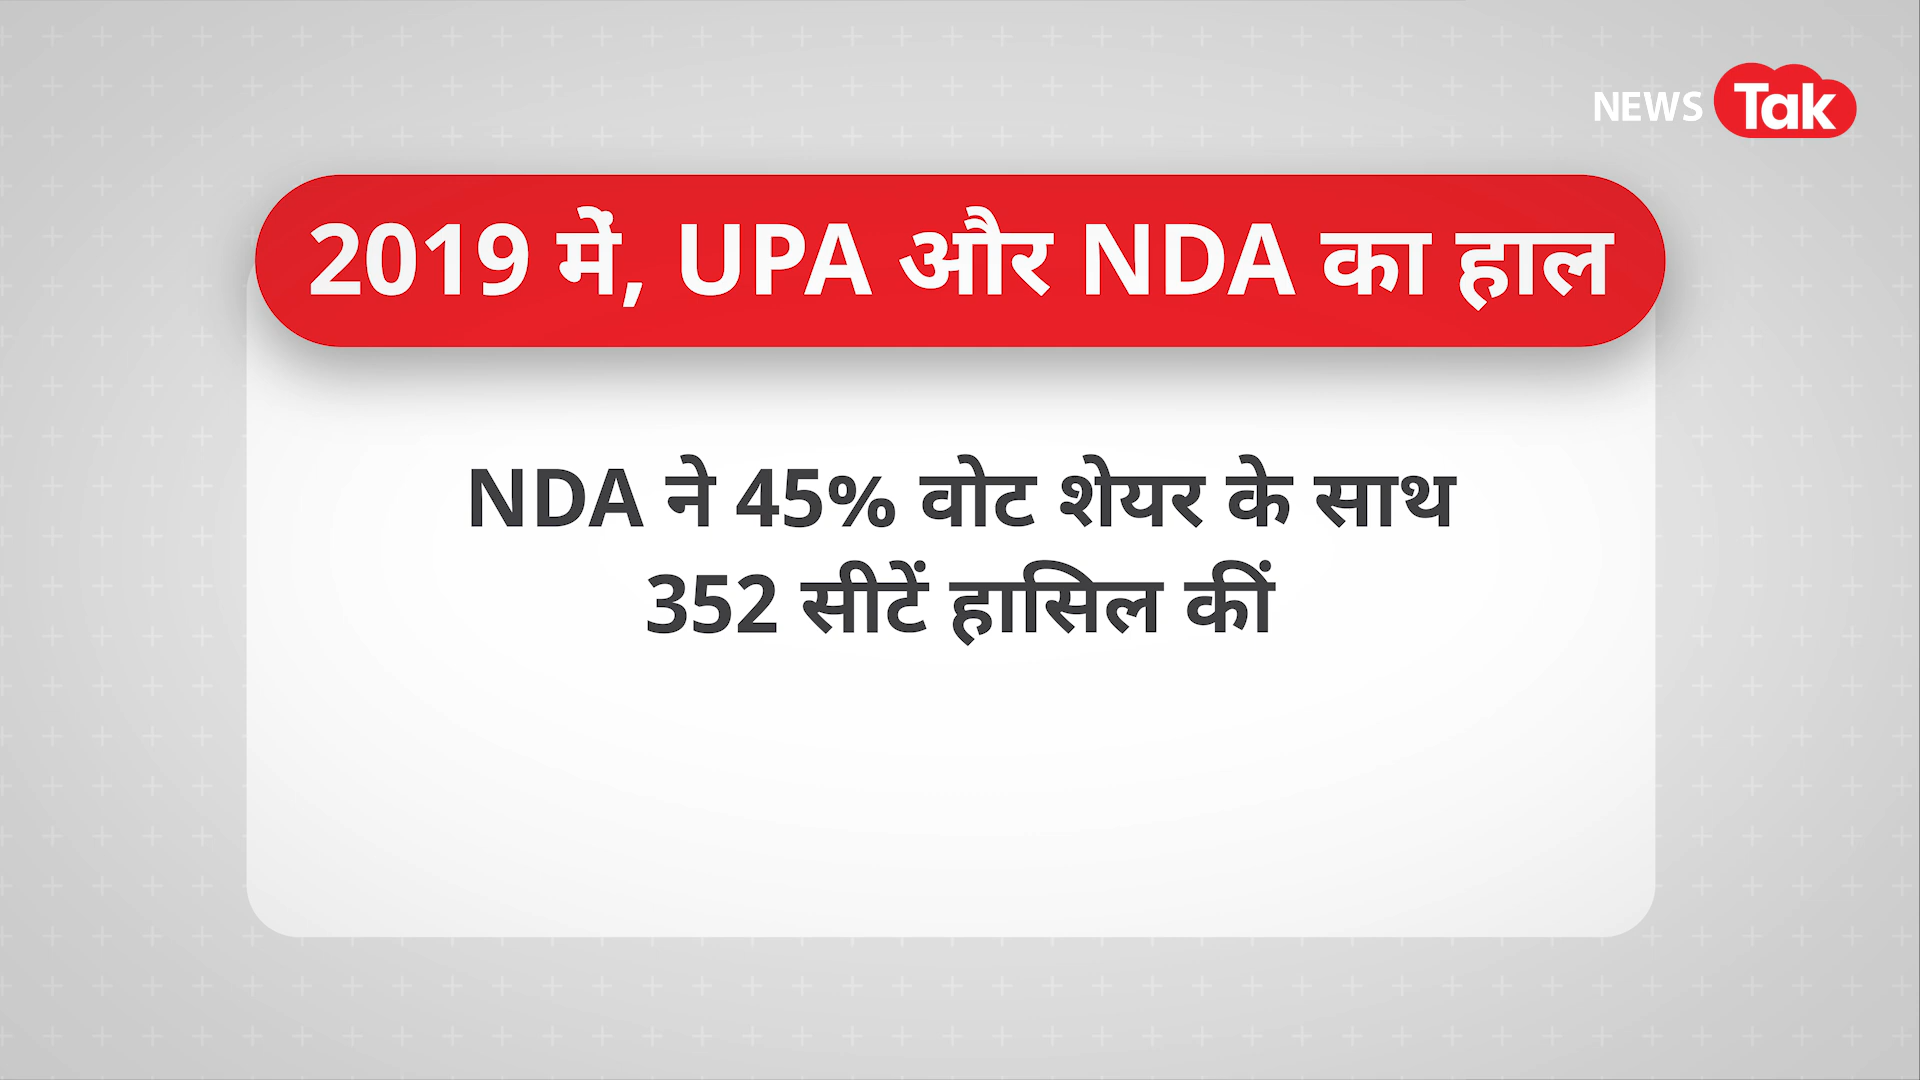 NEWS Tak
2019 में, UPA और NDA का हाल
NDA ने 45% वोट शेयर के साथ
352 सीटें हासिल कीं